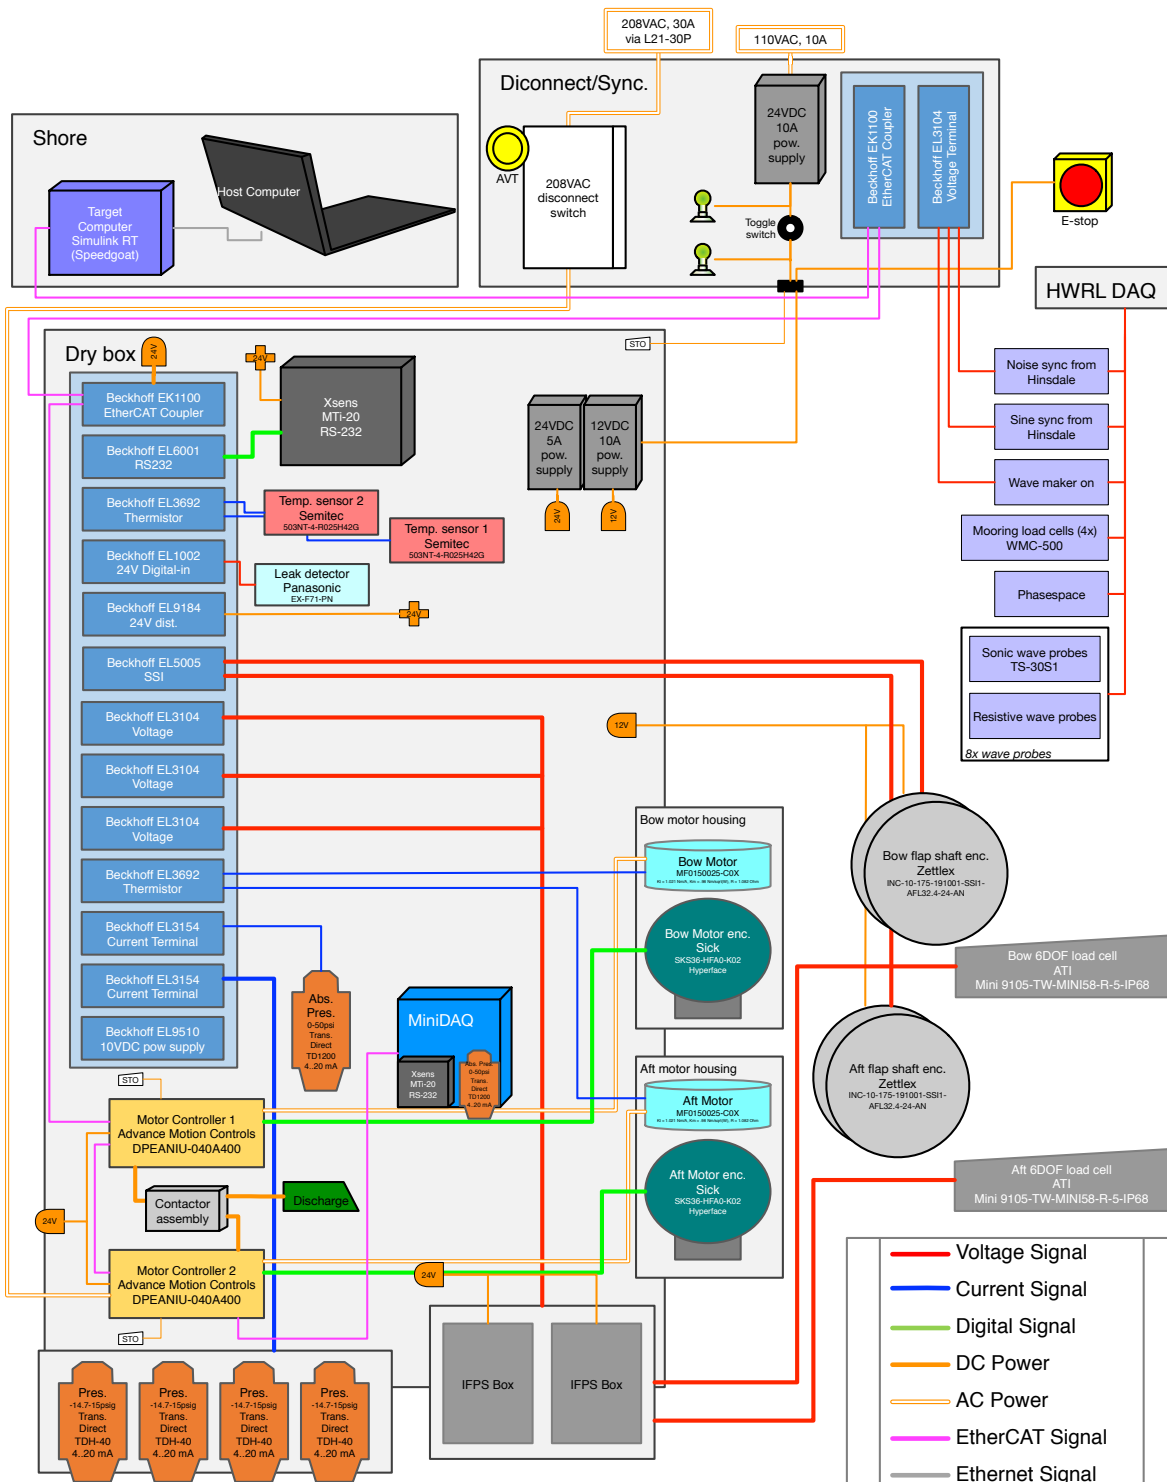 208VAC, 30A
via L21-30P
110VAC, 10A
Diconnect/Sync.
AVT
208VAC
disconnect
switch
24VDC
10A
pow.
supply
Toggle
switch
Beckhoff EK1100
EtherCAT Coupler
Beckhoff EL3104
Voltage Terminal
E-stop
Shore
Target
Computer
Simulink RT
(Speedgoat)
Host Computer
HWRL DAQ
Noise sync from
Hinsdale
Sine sync from
Hinsdale
Wave maker on
Mooring load cells (4x)
WMC-500
Phasespace
Sonic wave probes
TS-30S1
Resistive wave probes
8x wave probes
Dry box
24V
24V
STO
Beckhoff EK1100
EtherCAT Coupler
Beckhoff EL6001
RS232
Beckhoff EL3692
Thermistor
Beckhoff EL1002
24V Digital-in
Beckhoff EL9184
24V dist.
Beckhoff EL5005
SSI
Beckhoff EL3104
Voltage
Beckhoff EL3104
Voltage
Beckhoff EL3104
Voltage
Beckhoff EL3692
Thermistor
Beckhoff EL3154
Current Terminal
Beckhoff EL3154
Current Terminal
Beckhoff EL9510
10VDC pow supply
Xsens
MTi-20
RS-232
24VDC
5A
pow.
supply
12VDC
10A
pow.
supply
24V
12V
Temp. sensor 2
Semitec
503NT-4-R025H42G
Temp. sensor 1
Semitec
503NT-4-R025H42G
Leak detector
Panasonic
EX-F71-PN
24V
12V
Bow motor housing
Bow Motor
MF0150025-C0X
Bow Motor enc.
Sick
SKS36-HFA0-K02
Hyperface
Bow flap shaft enc.
Zettlex
INC-10-175-191001-SSI1-
AFL32.4-24-AN
Bow 6DOF load cell
ATI
Mini 9105-TW-MINI58-R-5-IP68
Abs.
Pres.
0-50psi
Trans.
Direct
TD1200
4..20 mA
MiniDAQ
Xsens
MTi-20
RS-232
Abs. Pres.
0-50psi
Trans.
Direct
TD1200
4..20 mA
Aft motor housing
Aft Motor
MF0150025-C0X
Aft Motor enc.
Sick
SKS36-HFA0-K02
Hyperface
Aft flap shaft enc.
Zettlex
INC-10-175-191001-SSI1-
AFL32.4-24-AN
Aft 6DOF load cell
ATI
Mini 9105-TW-MINI58-R-5-IP68
STO
Motor Controller 1
Advance Motion Controls
DPEANIU-040A400
Contactor
assembly
Discharge
24V
Motor Controller 2
Advance Motion Controls
DPEANIU-040A400
24V
STO
Pres.
-14.7-15psig
Trans.
Direct
TDH-40
4..20 mA
Pres.
-14.7-15psig
Trans.
Direct
TDH-40
4..20 mA
Pres.
-14.7-15psig
Trans.
Direct
TDH-40
4..20 mA
Pres.
-14.7-15psig
Trans.
Direct
TDH-40
4..20 mA
IFPS Box
IFPS Box
Voltage Signal
Current Signal
Digital Signal
DC Power
AC Power
EtherCAT Signal
Ethernet Signal